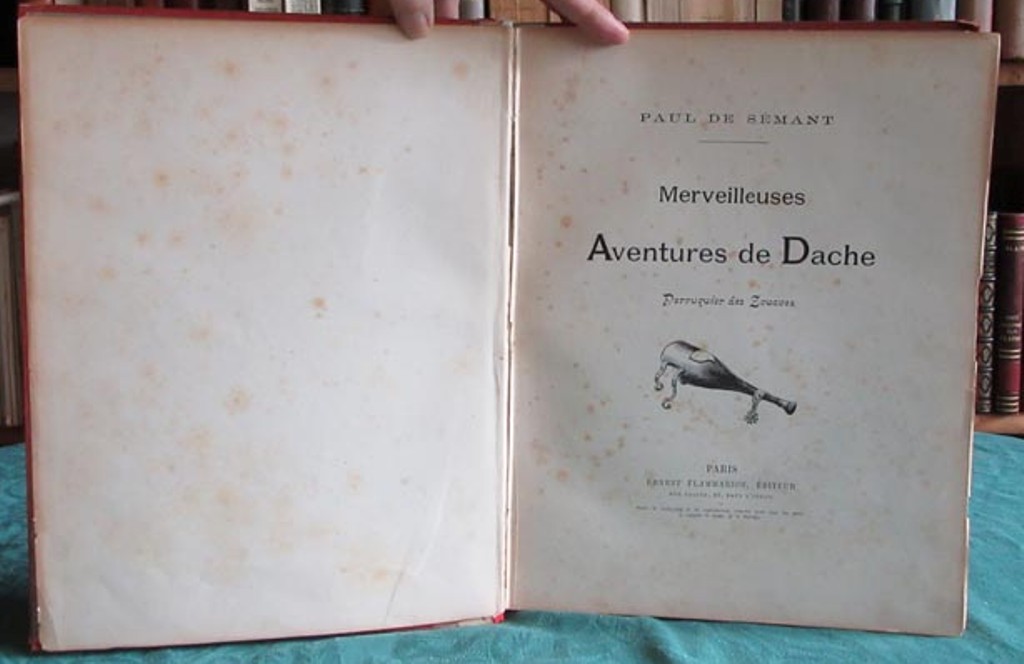 PAUL DE SÉMANT
Merveilleuses
Aventures de Dache
Perruquier des Zouaves
PARIS
ERNEST FLAMMARION, ÉDITEUR